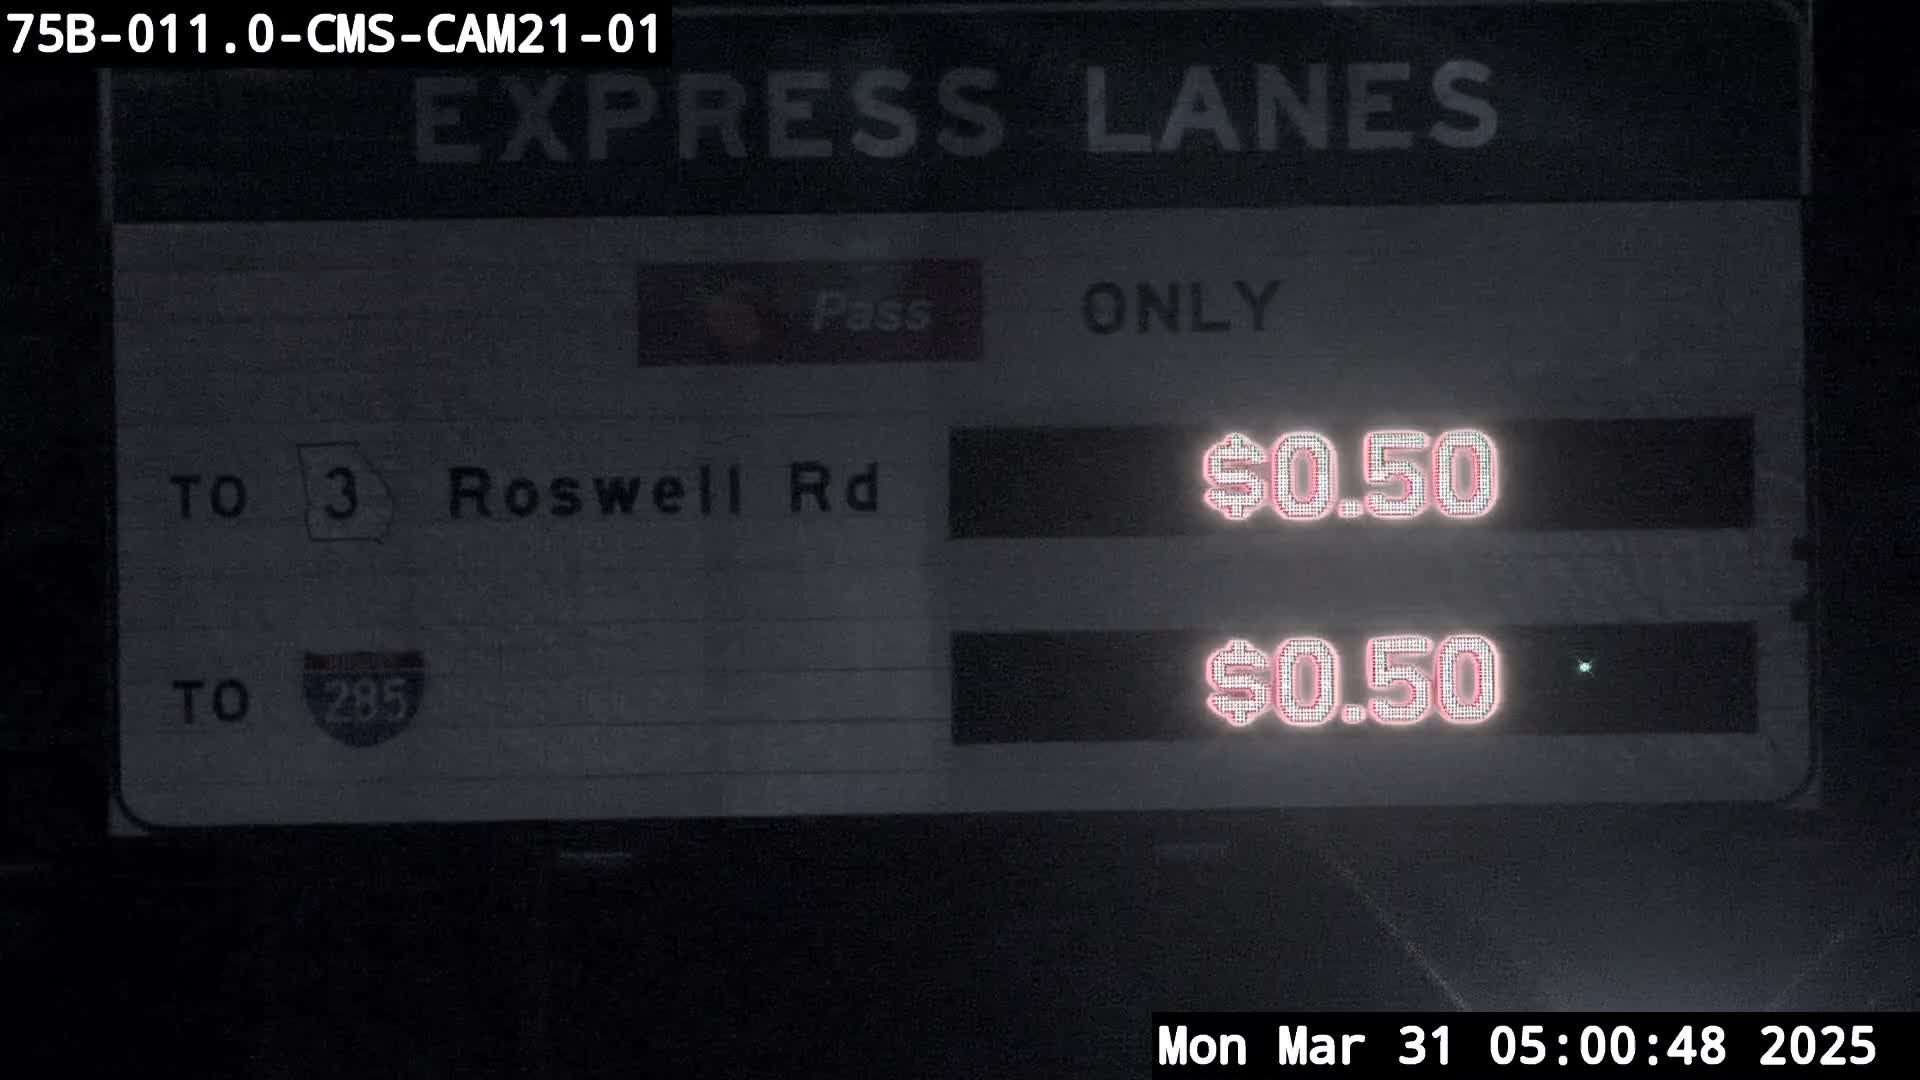 75B-011.0-CMS-CAM21-01
EXPRESS LANES
Pass ONLY
TO 3 Roswell Rd $0.50
TO 285 $0.50
Mon Mar 31 05:00:48 2025